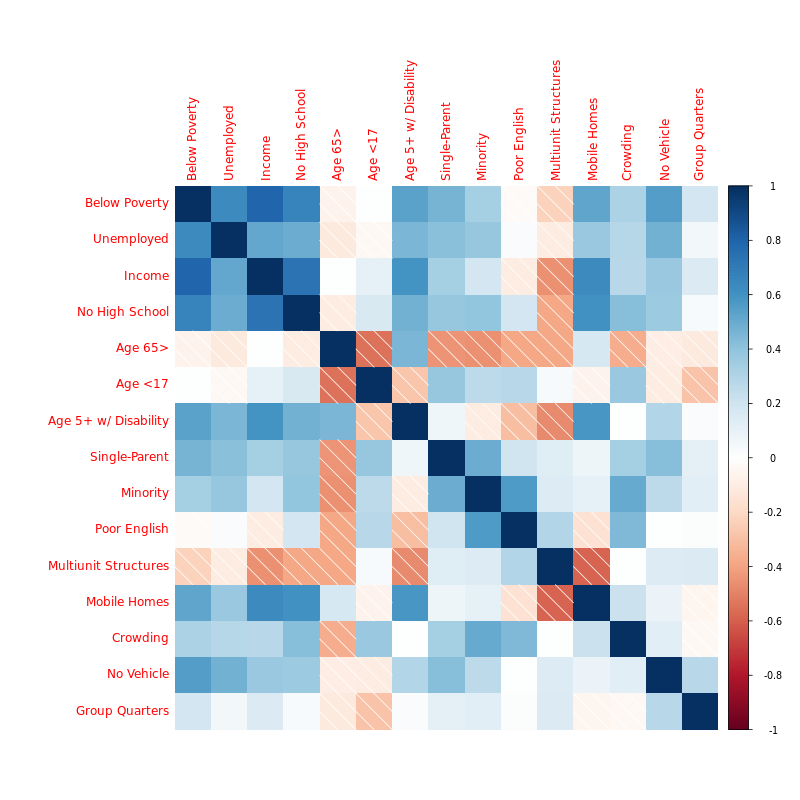 Below Poverty
Unemployed
Income
No High School
Age 65>
Age <17
Age 5+ w/ Disability
Single-Parent
Minority
Poor English
Multiunit Structures
Mobile Homes
Crowding
No Vehicle
Group Quarters
Below Poverty
Unemployed
Income
No High School
Age 65>
Age <17
Age 5+ w/ Disability
Single-Parent
Minority
Poor English
Multiunit Structures
Mobile Homes
Crowding
No Vehicle
Group Quarters
1
0.8
0.6
0.4
0.2
0
-0.2
-0.4
-0.6
-0.8
-1